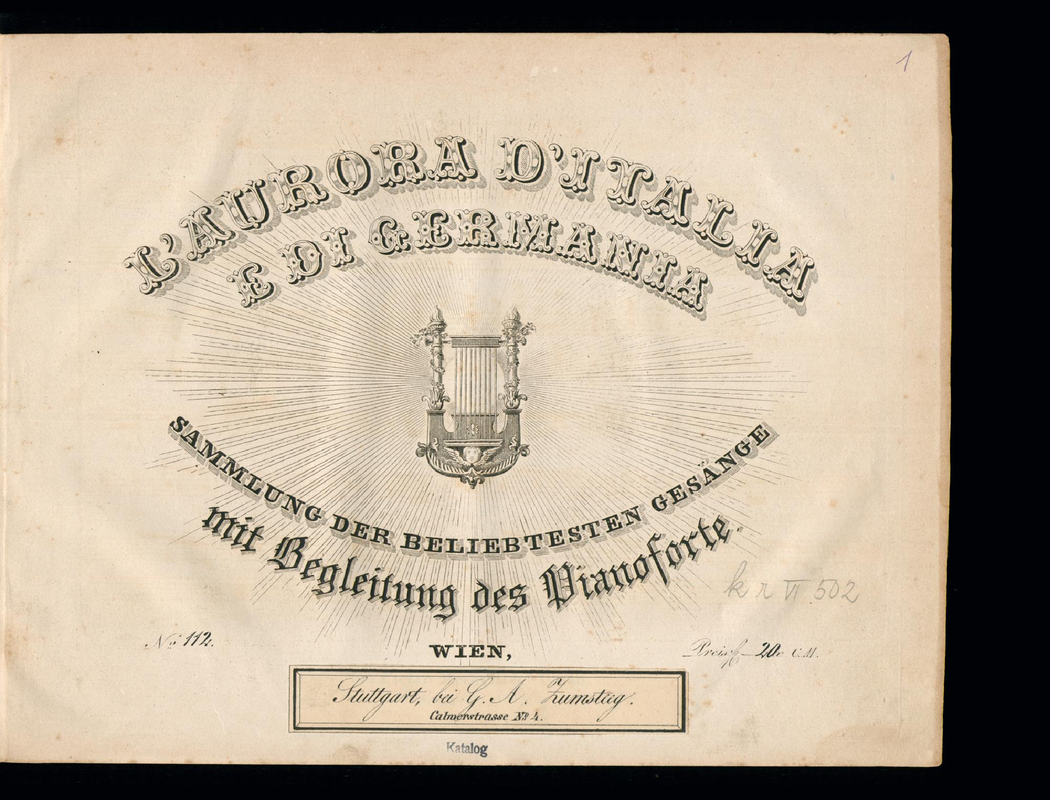 1
L'AURORA D'ITALIA
E DI GERMANIA
SAMMLUNG DER BELIEBTESTEN GESÄNGE
mit Begleitung des Pianoforte.
k r VI 502
No. 112.
Preis f — 20 C.M.
WIEN,
Stuttgart, bei G. A. Zumsteeg.
Calmerstrasse No. 4.
Katalog